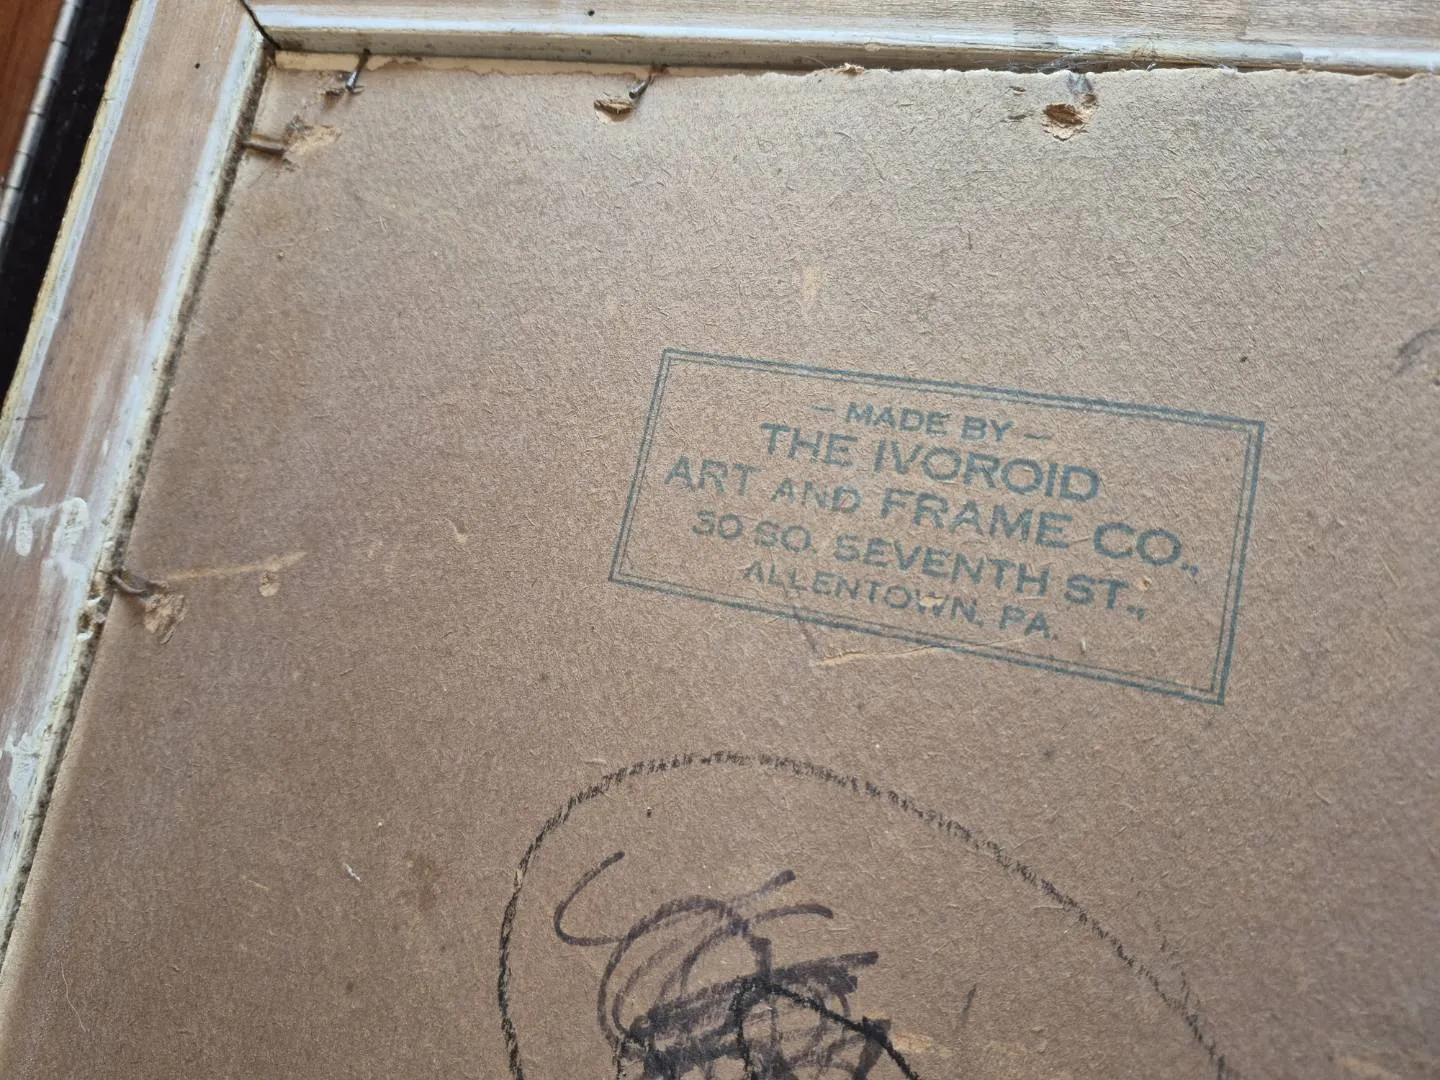 – MADE BY –
THE IVOROID
ART AND FRAME CO.,
30 SO. SEVENTH ST.,
ALLENTOWN, PA.